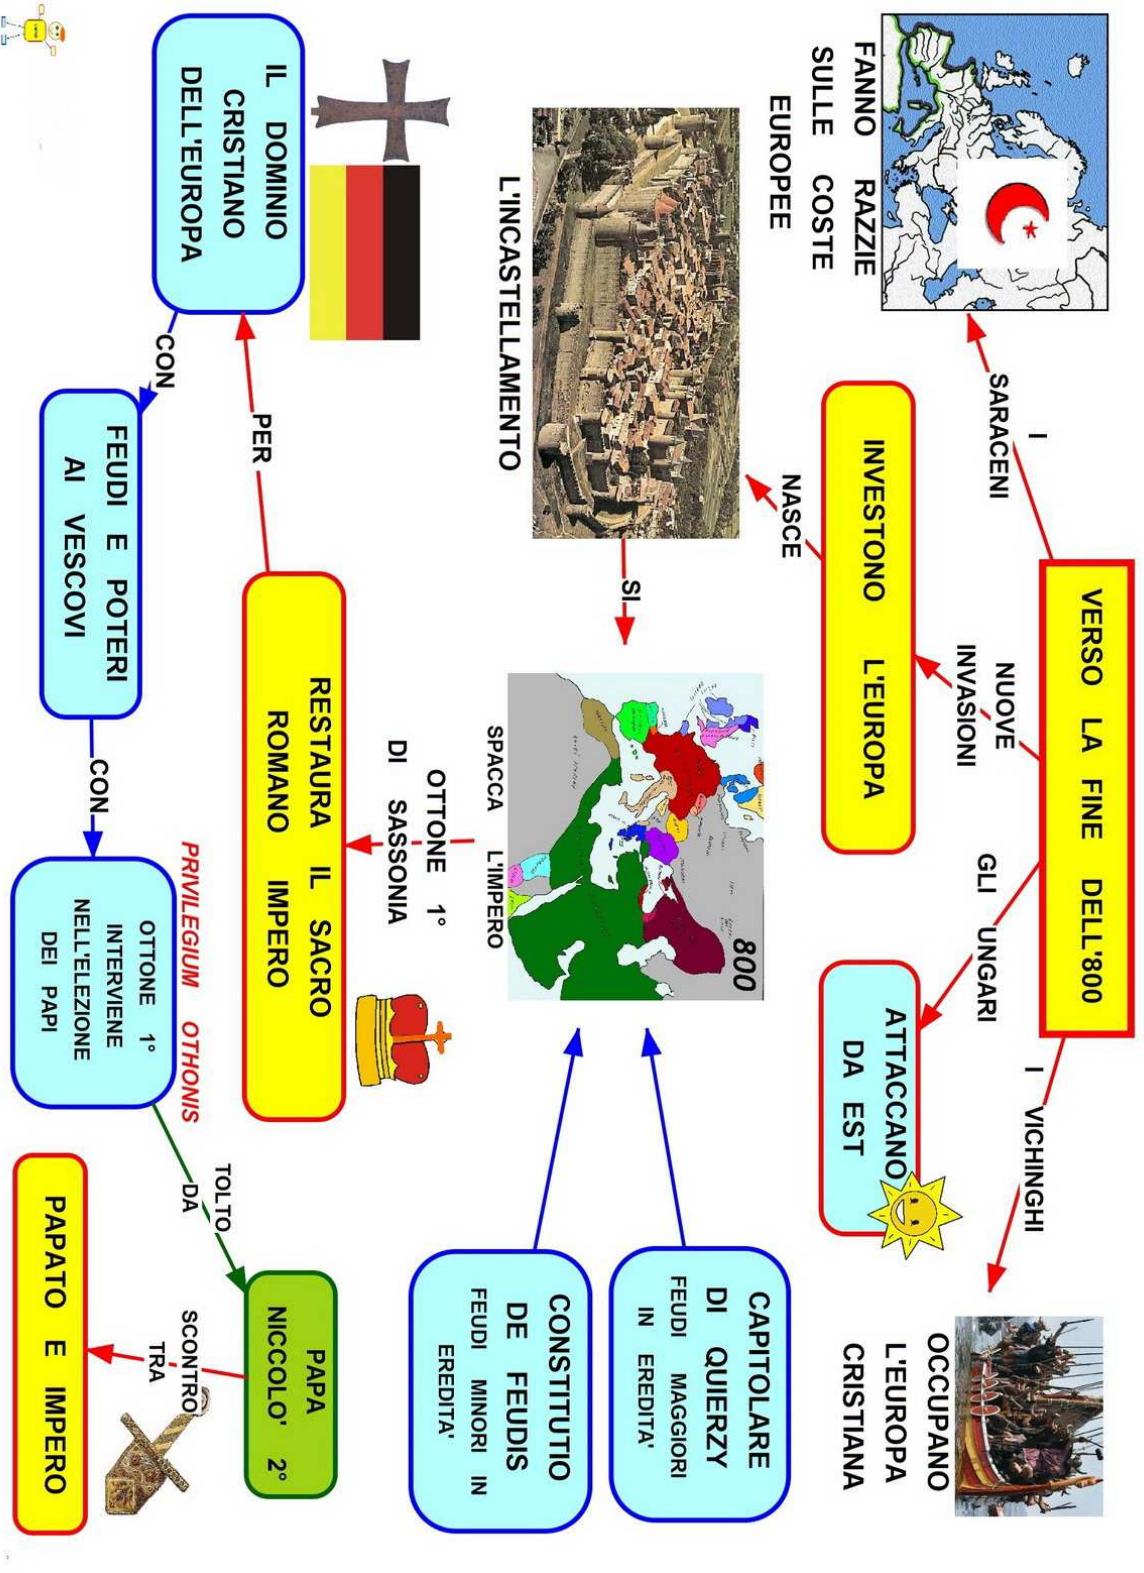 VERSO LA FINE DELL'800
I
SARACENI
FANNO RAZZIE
SULLE COSTE
EUROPEE
NUOVE
INVASIONI
INVESTONO L'EUROPA
GLI UNGARI
ATTACCANO
DA EST
I VICHINGHI
OCCUPANO
L'EUROPA
CRISTIANA
NASCE
L'INCASTELLAMENTO
SI
800
SPACCA L'IMPERO
CAPITOLARE
DI QUIERZY
FEUDI MAGGIORI
IN EREDITA'
CONSTITUTIO
DE FEUDIS
FEUDI MINORI IN
EREDITA'
OTTONE 1°
DI SASSONIA
RESTAURA IL SACRO
ROMANO IMPERO
PER
IL DOMINIO
CRISTIANO
DELL'EUROPA
CON
FEUDI E POTERI
AI VESCOVI
CON
PRIVILEGIUM OTHONIS
OTTONE 1°
INTERVIENE
NELL'ELEZIONE
DEI PAPI
TOLTO
DA
PAPA
NICCOLO' 2°
SCONTRO
TRA
PAPATO E IMPERO